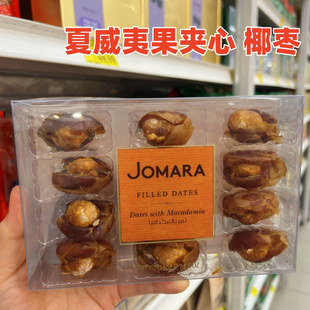 夏威夷果夹心 椰枣
JOMARA
FILLED DATES
Dates with Macadamia